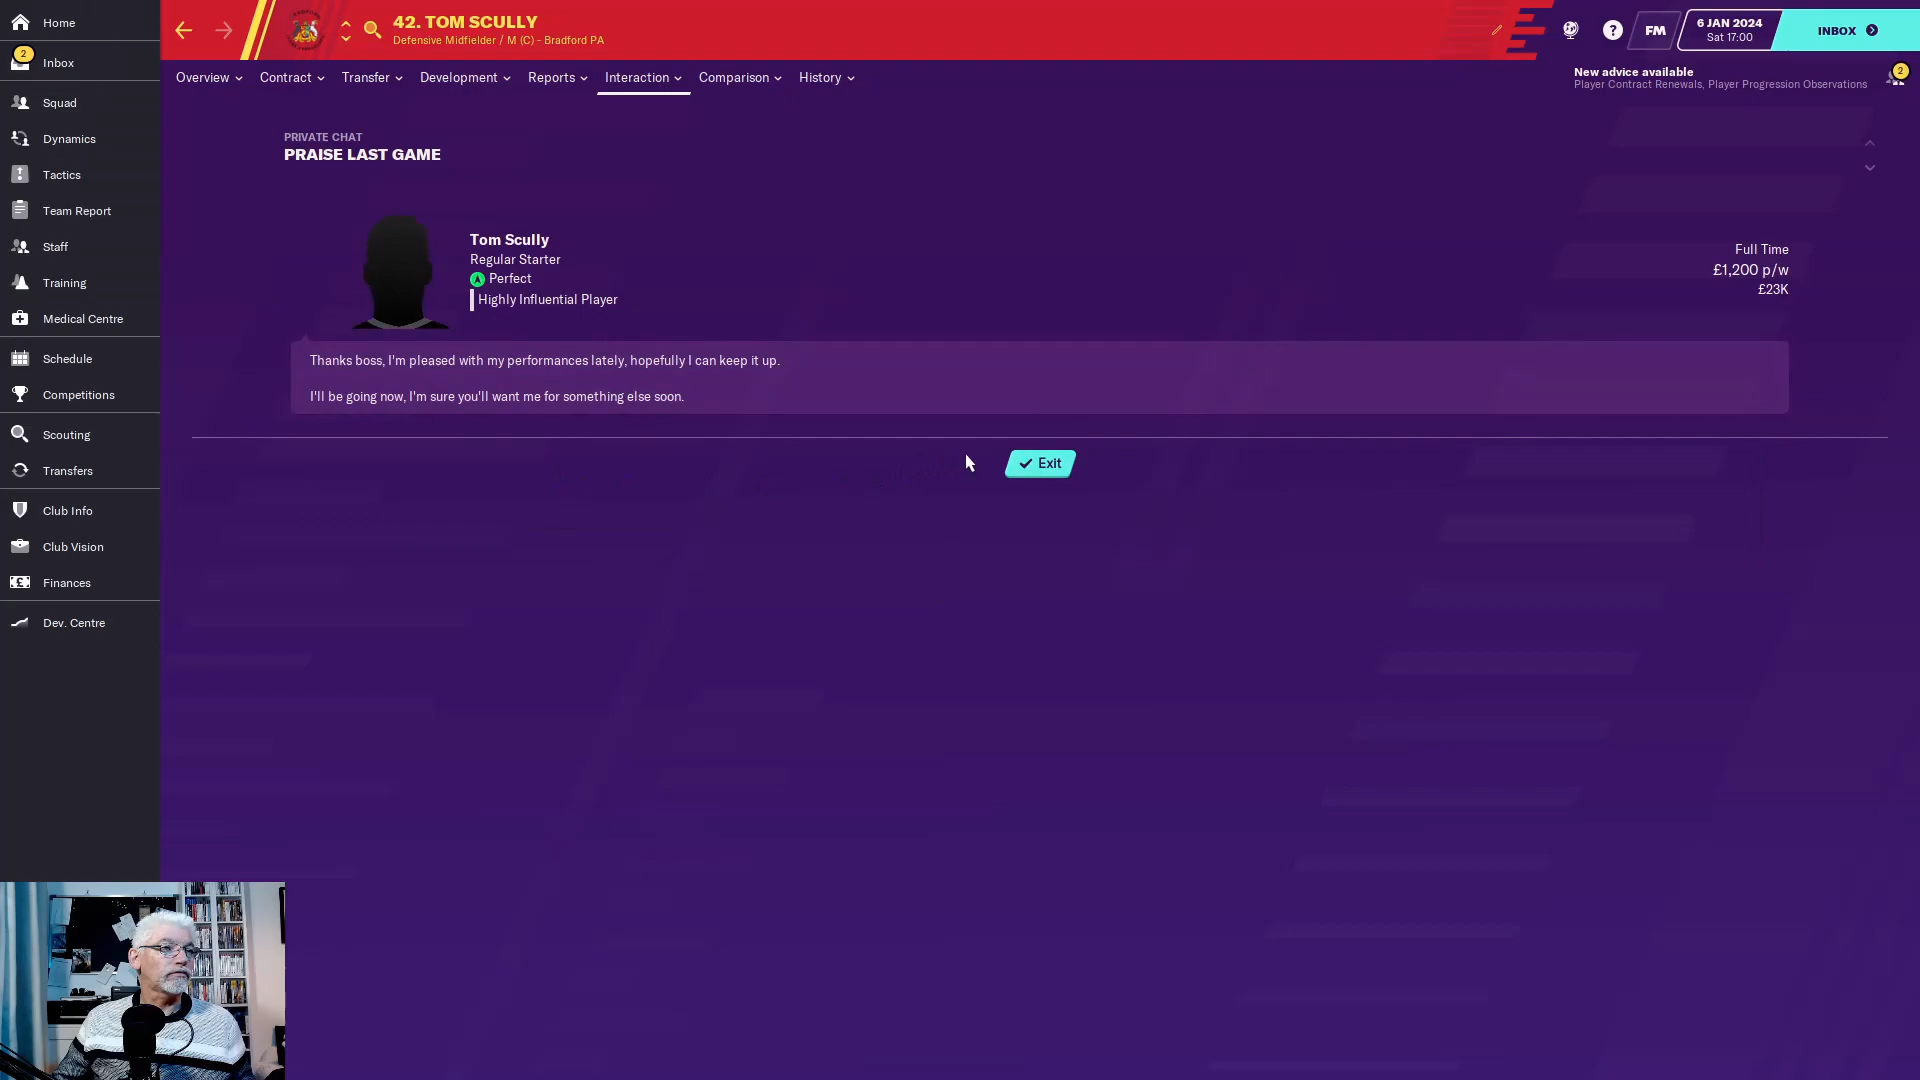 Home
2
Inbox
Squad
Dynamics
Tactics
Team Report
Staff
Training
Medical Centre
Schedule
Competitions
Scouting
Transfers
Club Info
Club Vision
Finances
Dev. Centre
42. TOM SCULLY
Defensive Midfielder / M (C) - Bradford PA
?
FM
6 JAN 2024
Sat 17:00
INBOX
Overview
Contract
Transfer
Development
Reports
Interaction
Comparison
History
New advice available
Player Contract Renewals, Player Progression Observations
2
PRIVATE CHAT
PRAISE LAST GAME
Tom Scully
Regular Starter
Perfect
Highly Influential Player
Full Time
£1,200 p/w
£23K
Thanks boss, I'm pleased with my performances lately, hopefully I can keep it up.
I'll be going now, I'm sure you'll want me for something else soon.
Exit